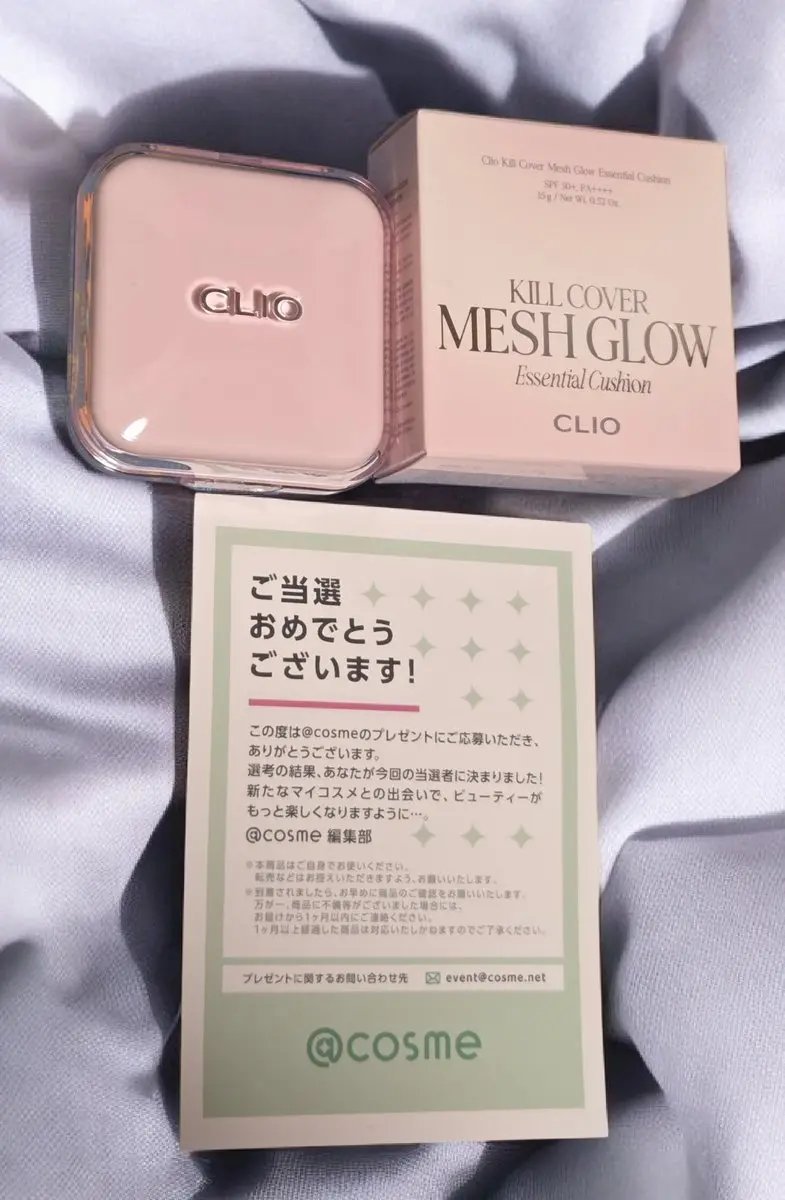 CLIO
Clio Kill Cover Mesh Glow Essential Cushion
SPF 50+, PA++++
15g / Net Wt. 0.52 Oz.
KILL COVER
MESH GLOW
Essential Cushion
CLIO
ご当選
おめでとう
ございます!
この度は@cosmeのプレゼントにご応募いただき、
ありがとうございます。
選考の結果、あなたが今回の当選者に決まりました!
新たなマイコスメとの出会いで、ビューティーが
もっと楽しくなりますように…。
@cosme 編集部
※本商品はご自身でお使いください。
転売などはお控えいただきますよう、お願いいたします。
※到着されましたら、お早めに商品のご確認をお願いいたします。
万が一、商品に不備等がございました場合には、
お届けから1ヶ月以内にご連絡ください。
1ヶ月以上経過した商品は対応いたしかねますのでご了承ください。
プレゼントに関するお問い合わせ先 event@cosme.net
@cosme